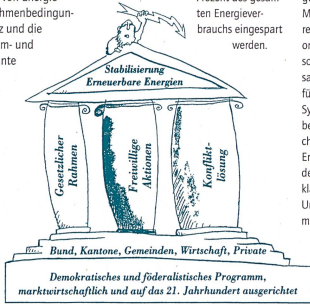 von Energie
hmenbedingun-
z und die
m- und
nte
Prozent des gesam-
ten Energiever-
brauchs eingespart
werden.
Stabilisierung
Erneuerbare Energien
Gesetzlicher
Rahmen
Freiwillige
Aktionen
Konflikt-
lösung
Bund, Kantone, Gemeinden, Wirtschaft, Private
Demokratisches und föderalistisches Programm,
marktwirtschaftlich und auf das 21. Jahrhundert ausgerichtet